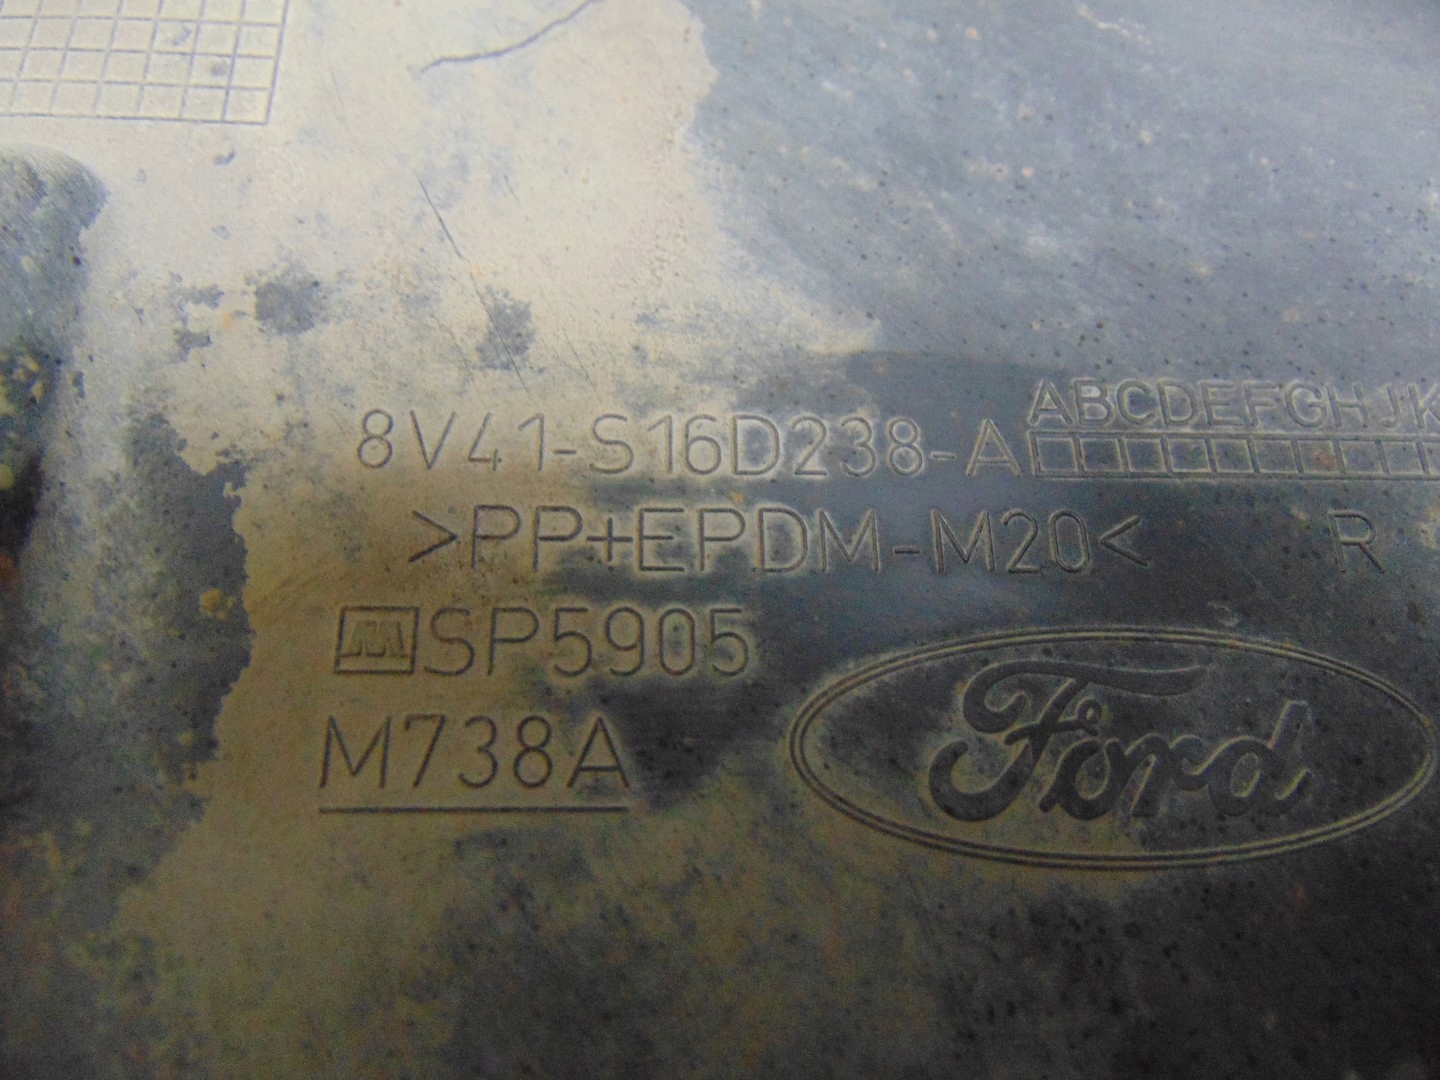 ABCDEFGHJK
8V41-S16D238-A
>PP+EPDM-M20< R
SP5905
M738A
Ford